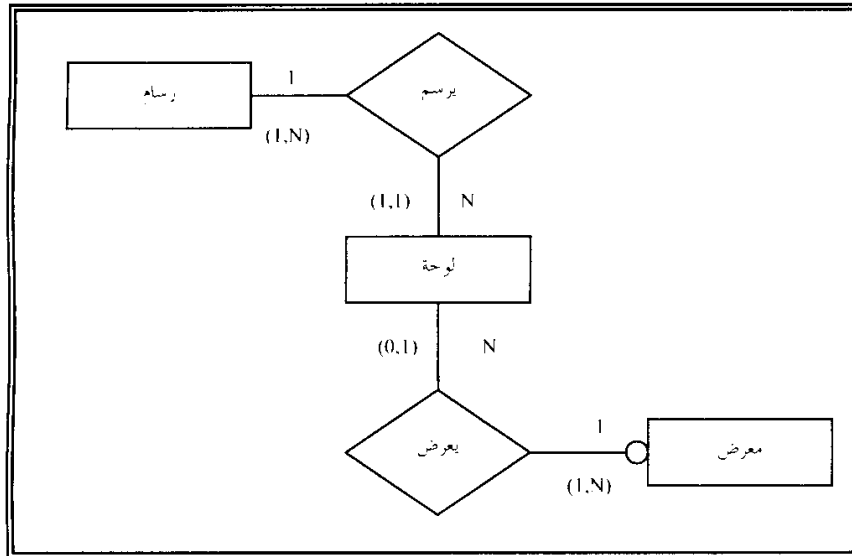 رسام
1
يرسم
(1,N)
(1,1) N
لوحة
(0,1) N
يعرض
1
معرض
(1,N)